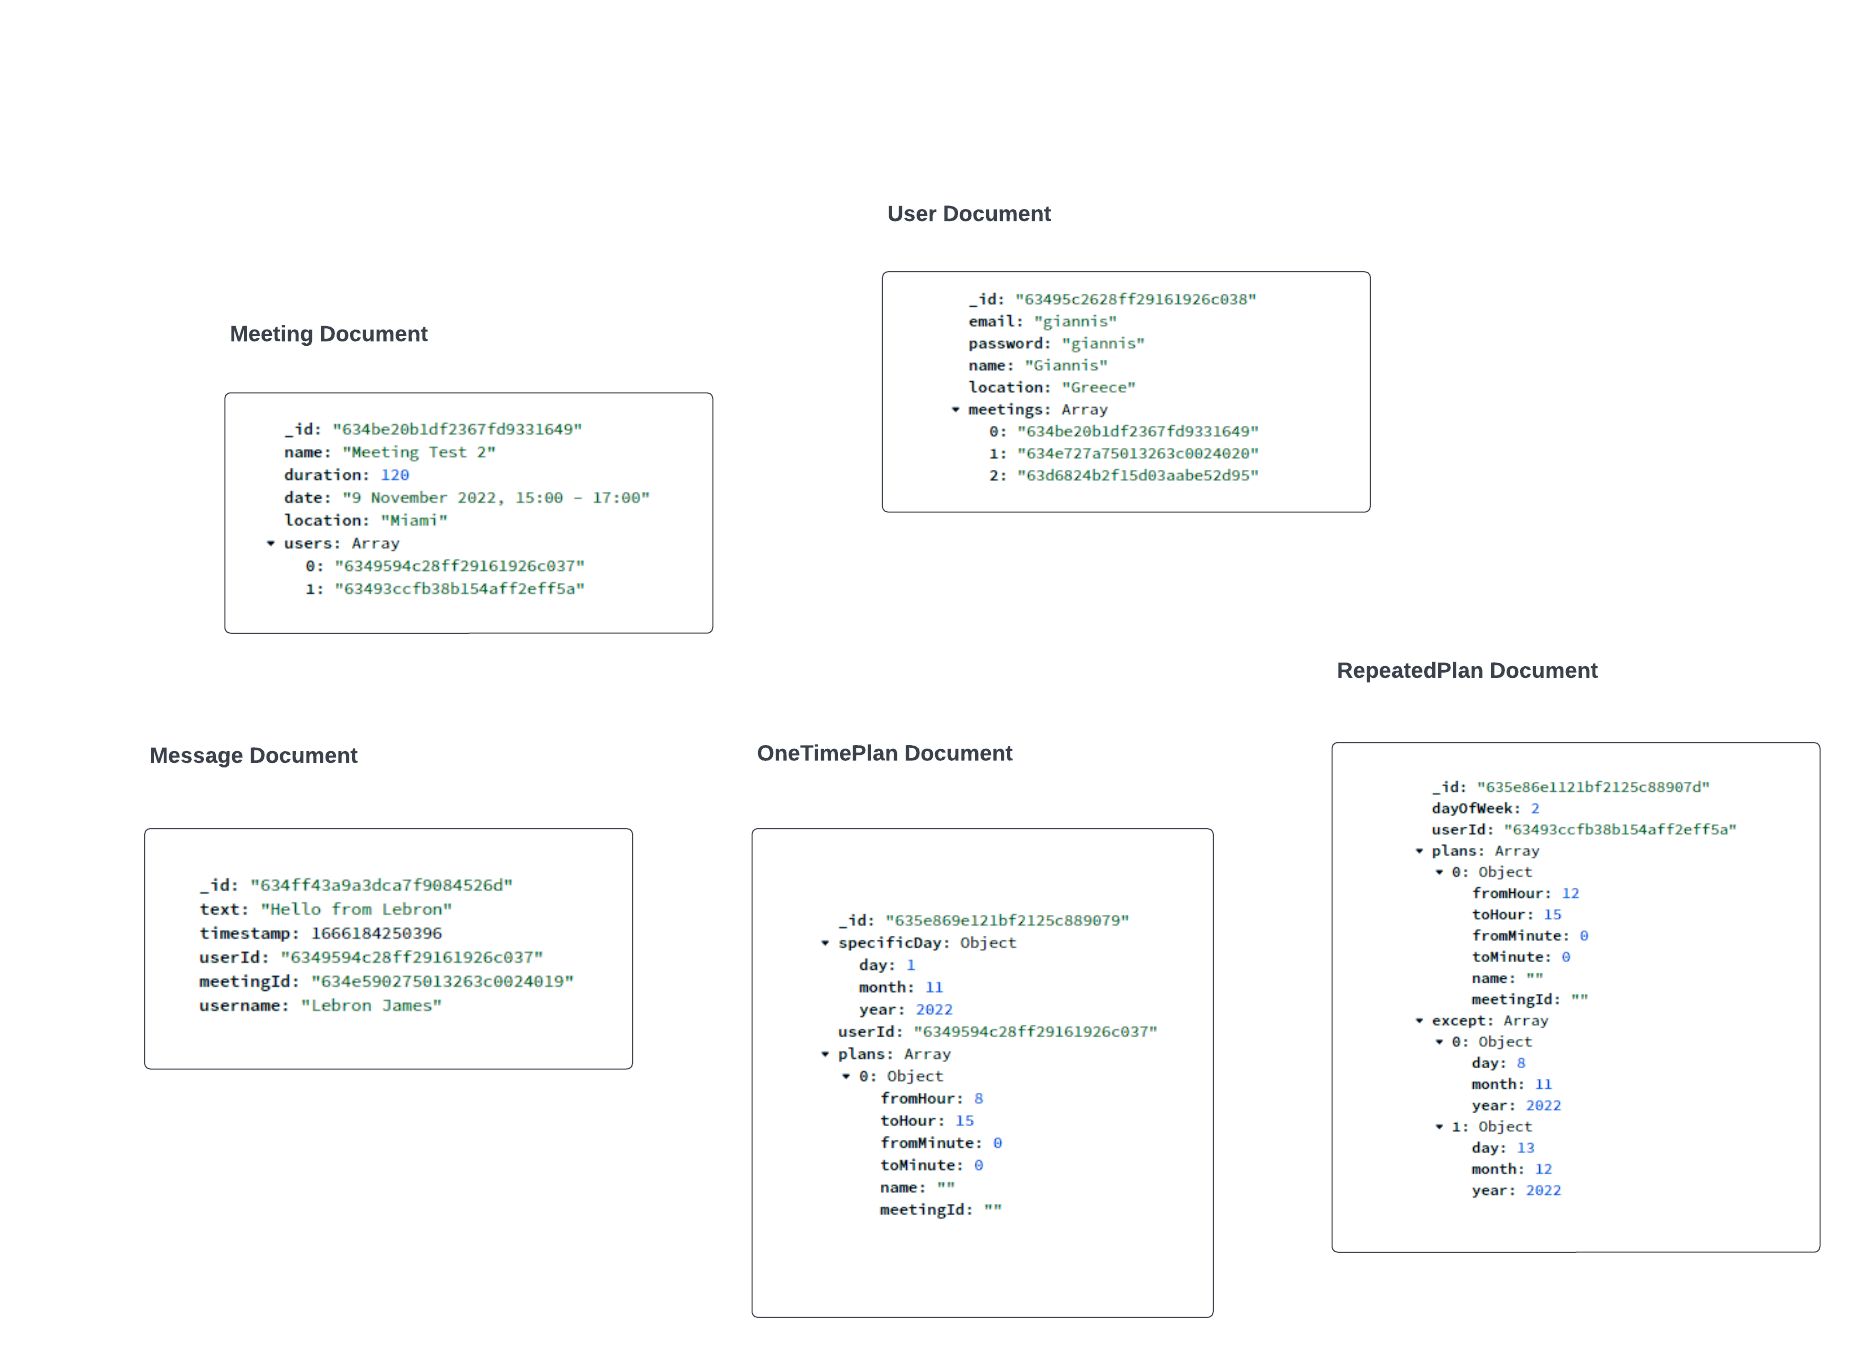 User Document
_id: "63495c2628ff29161926c038"
email: "giannis"
password: "giannis"
name: "Giannis"
location: "Greece"
meetings: Array
0: "634be20b1df2367fd9331649"
1: "634e727a75013263c0024020"
2: "63d6824b2f15d03aabe52d95"
Meeting Document
_id: "634be20b1df2367fd9331649"
name: "Meeting Test 2"
duration: 120
date: "9 November 2022, 15:00 – 17:00"
location: "Miami"
users: Array
0: "6349594c28ff29161926c037"
1: "63493ccfb38b154aff2eff5a"
Message Document
_id: "634ff43a9a3dca7f9084526d"
text: "Hello from Lebron"
timestamp: 1666184250396
userId: "6349594c28ff29161926c037"
meetingId: "634e590275013263c0024019"
username: "Lebron James"
OneTimePlan Document
_id: "635e869e121bf2125c889079"
specificDay: Object
day: 1
month: 11
year: 2022
userId: "6349594c28ff29161926c037"
plans: Array
0: Object
fromHour: 8
toHour: 15
fromMinute: 0
toMinute: 0
name: ""
meetingId: ""
RepeatedPlan Document
_id: "635e86e1121bf2125c88907d"
dayOfWeek: 2
userId: "63493ccfb38b154aff2eff5a"
plans: Array
0: Object
fromHour: 12
toHour: 15
fromMinute: 0
toMinute: 0
name: ""
meetingId: ""
except: Array
0: Object
day: 8
month: 11
year: 2022
1: Object
day: 13
month: 12
year: 2022